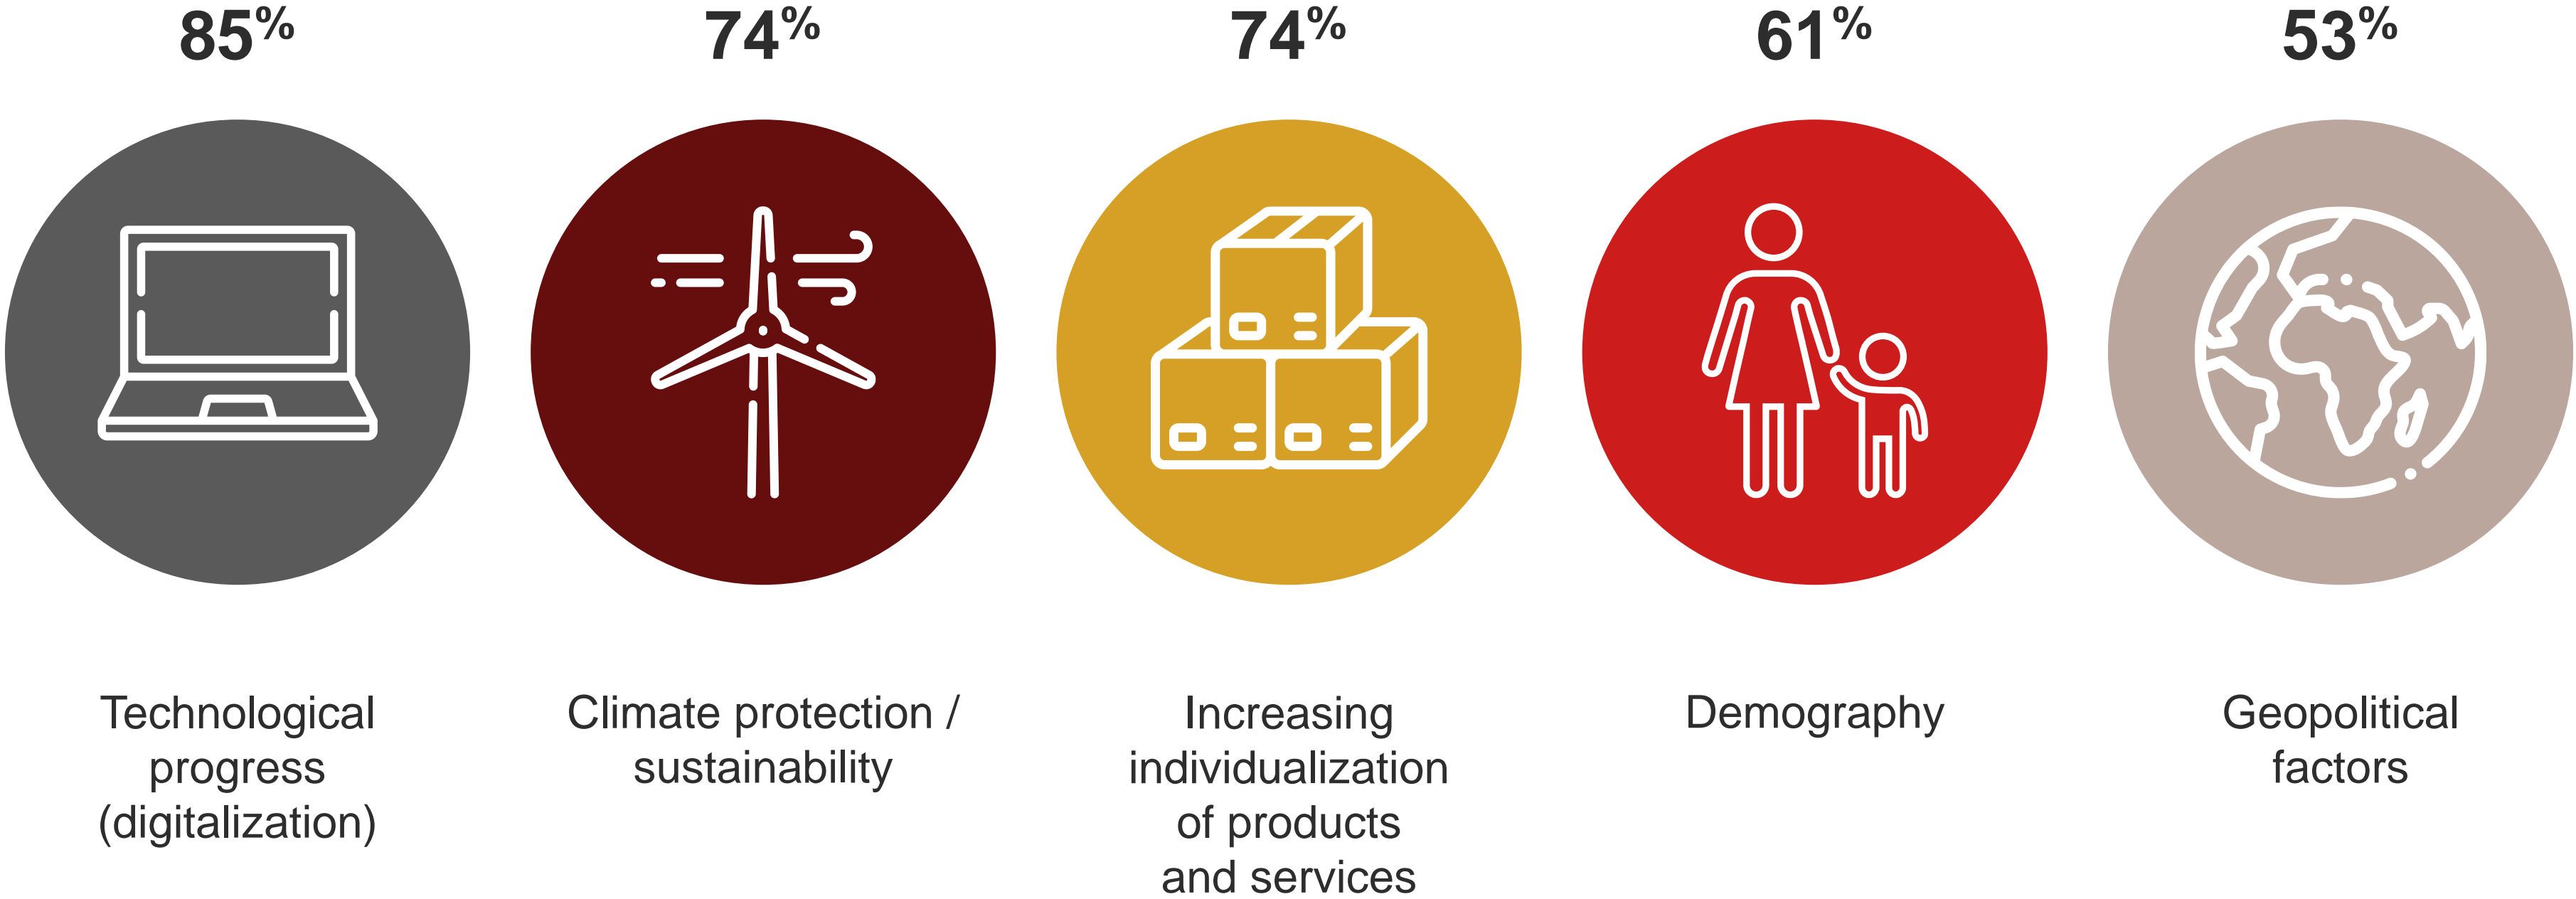 85%
74%
74%
61%
53%
Technological
progress
(digitalization)
Climate protection /
sustainability
Increasing
individualization
of products
and services
Demography
Geopolitical
factors